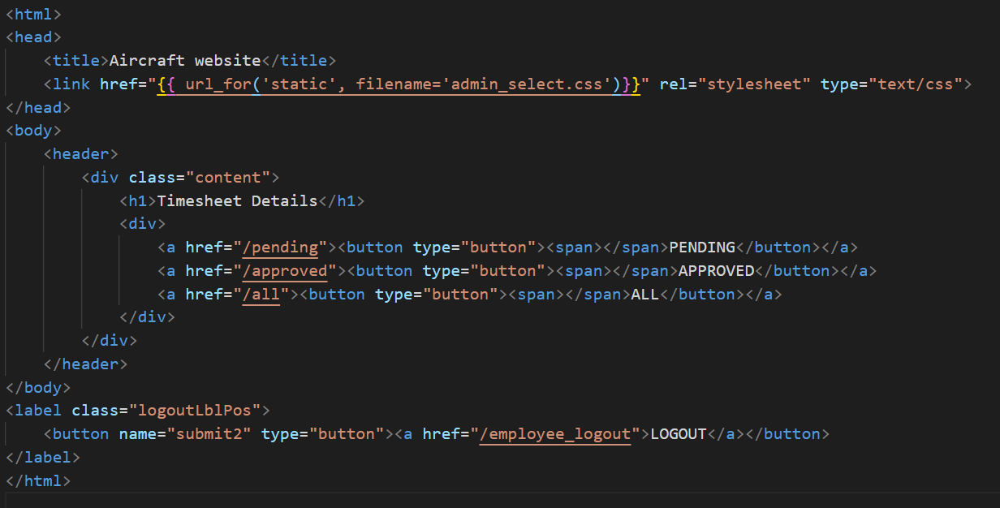 <html>
<head>
    <title>Aircraft website</title>
    <link href="{{ url_for('static', filename='admin_select.css')}}" rel="stylesheet" type="text/css">
</head>
<body>
    <header>
        <div class="content">
            <h1>Timesheet Details</h1>
            <div>
                <a href="/pending"><button type="button"><span></span>PENDING</button></a>
                <a href="/approved"><button type="button"><span></span>APPROVED</button></a>
                <a href="/all"><button type="button"><span></span>ALL</button></a>
            </div>
        </div>
    </header>
</body>
<label class="logoutLblPos">
    <button name="submit2" type="button"><a href="/employee_logout">LOGOUT</a></button>
</label>
</html>